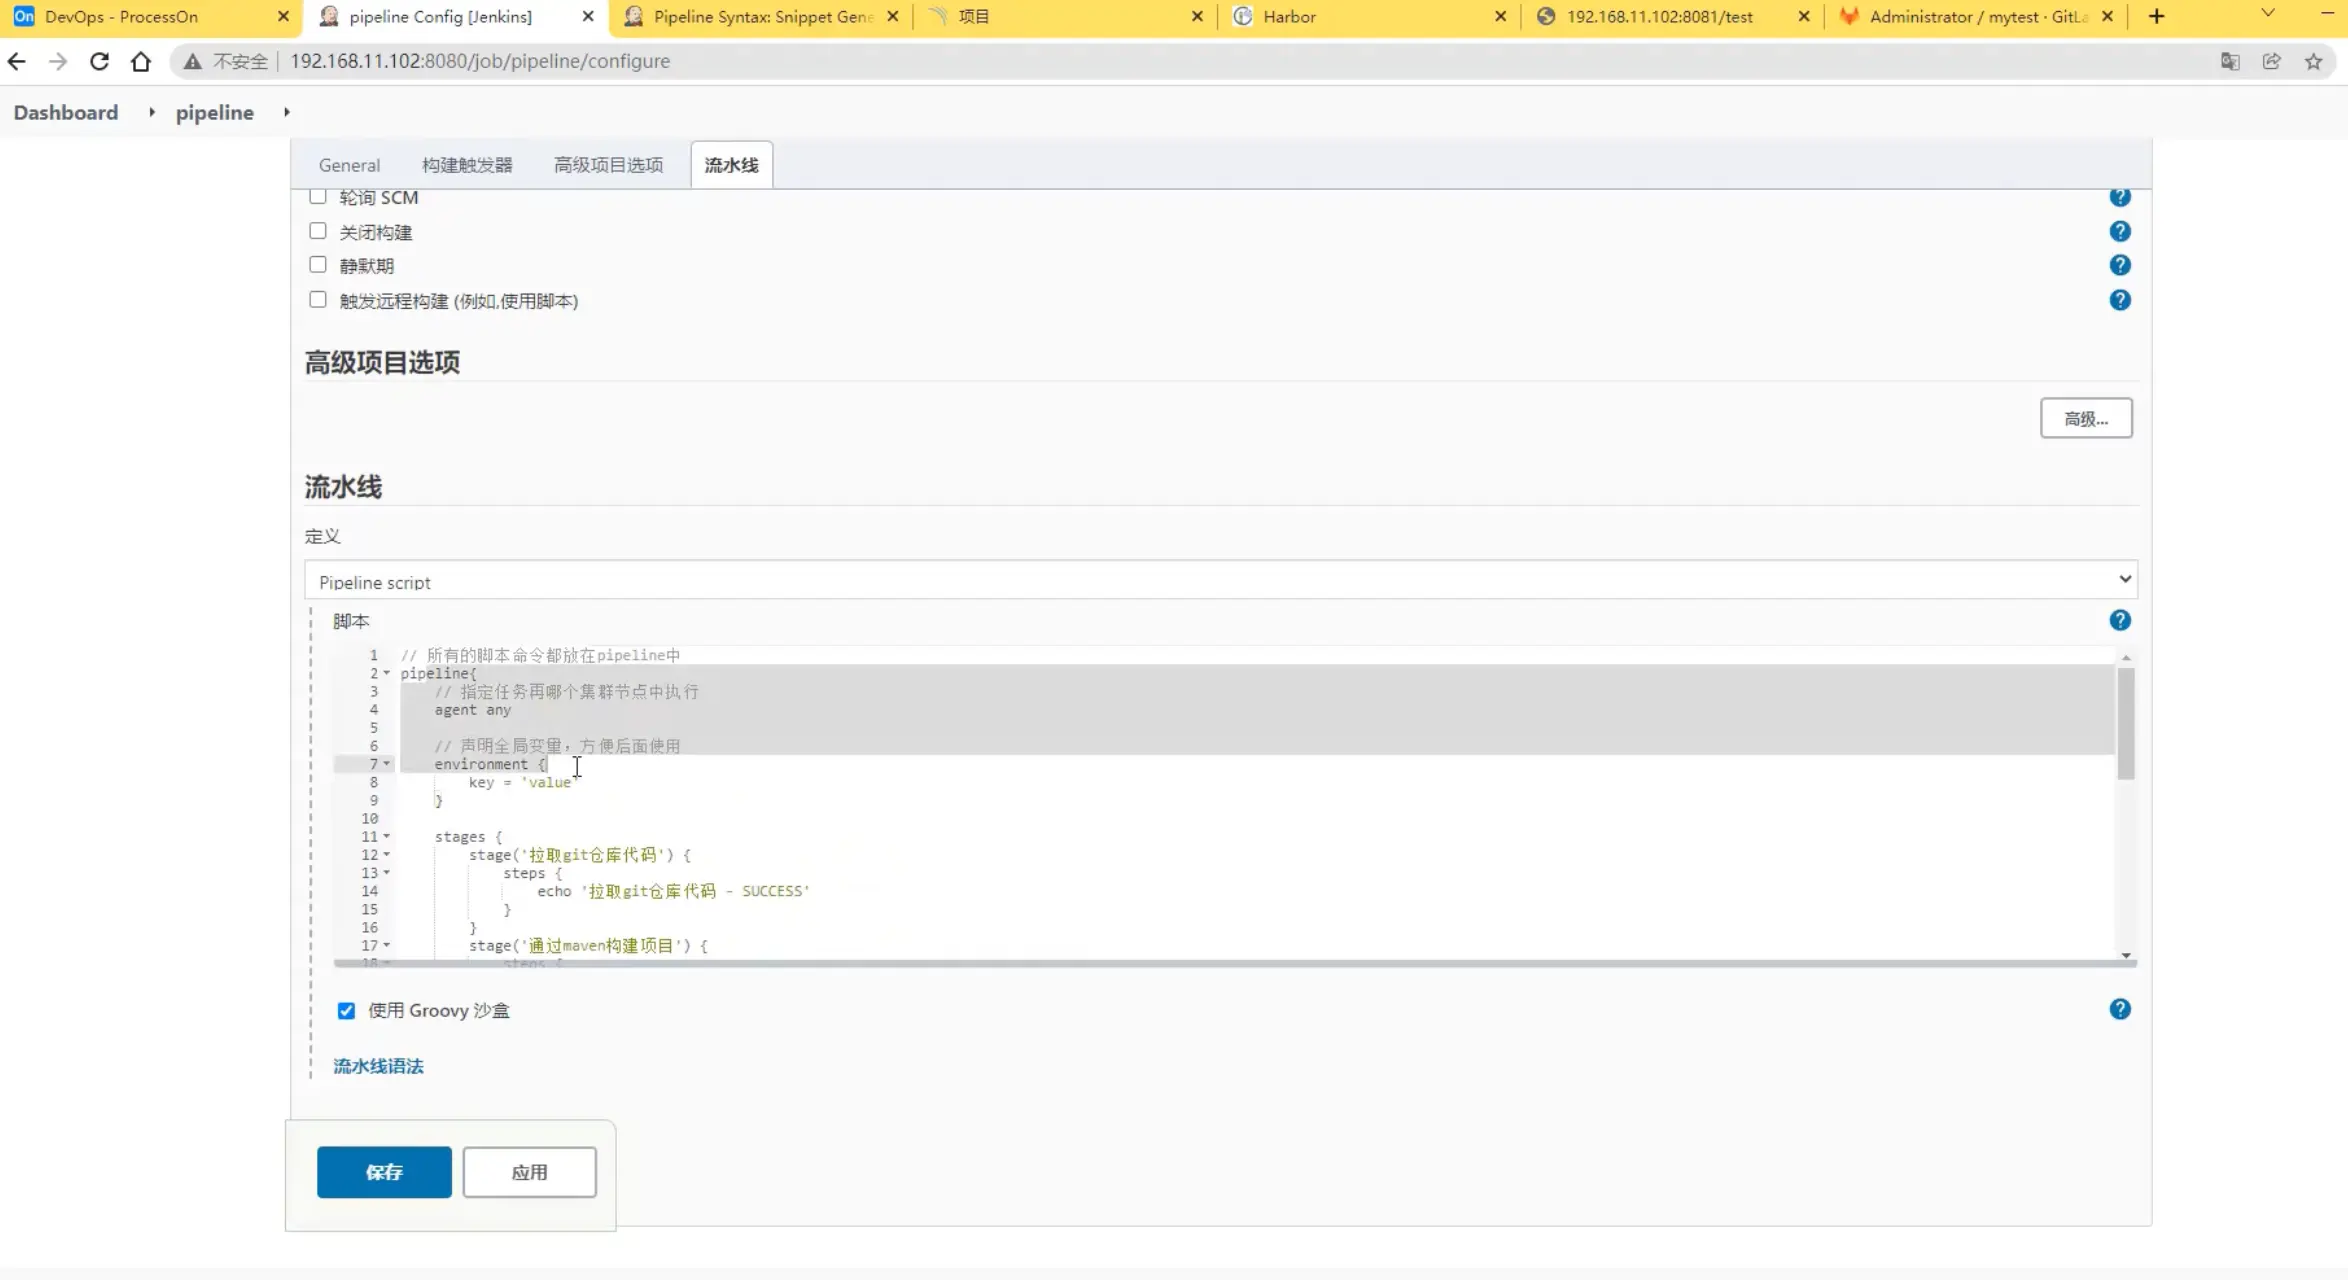 On DevOps - ProcessOn
pipeline Config [Jenkins]
Pipeline Syntax: Snippet Gene
项目
Harbor
192.168.11.102:8081/test
Administrator / mytest · GitLa
不安全 192.168.11.102:8080/job/pipeline/configure
Dashboard pipeline
General 构建触发器 高级项目选项 流水线
轮询 SCM
关闭构建
静默期
触发远程构建 (例如,使用脚本)
高级项目选项
高级...
流水线
定义
Pipeline script
脚本
1 // 所有的脚本命令都放在pipeline中
2 pipeline{
3 // 指定任务再哪个集群节点中执行
4 agent any
5
6 // 声明全局变量，方便后面使用
7 environment {
8 key = 'value'
9 }
10
11 stages {
12 stage('拉取git仓库代码') {
13 steps {
14 echo '拉取git仓库代码 - SUCCESS'
15 }
16 }
17 stage('通过maven构建项目') {
18 steps {
使用 Groovy 沙盒
流水线语法
保存 应用